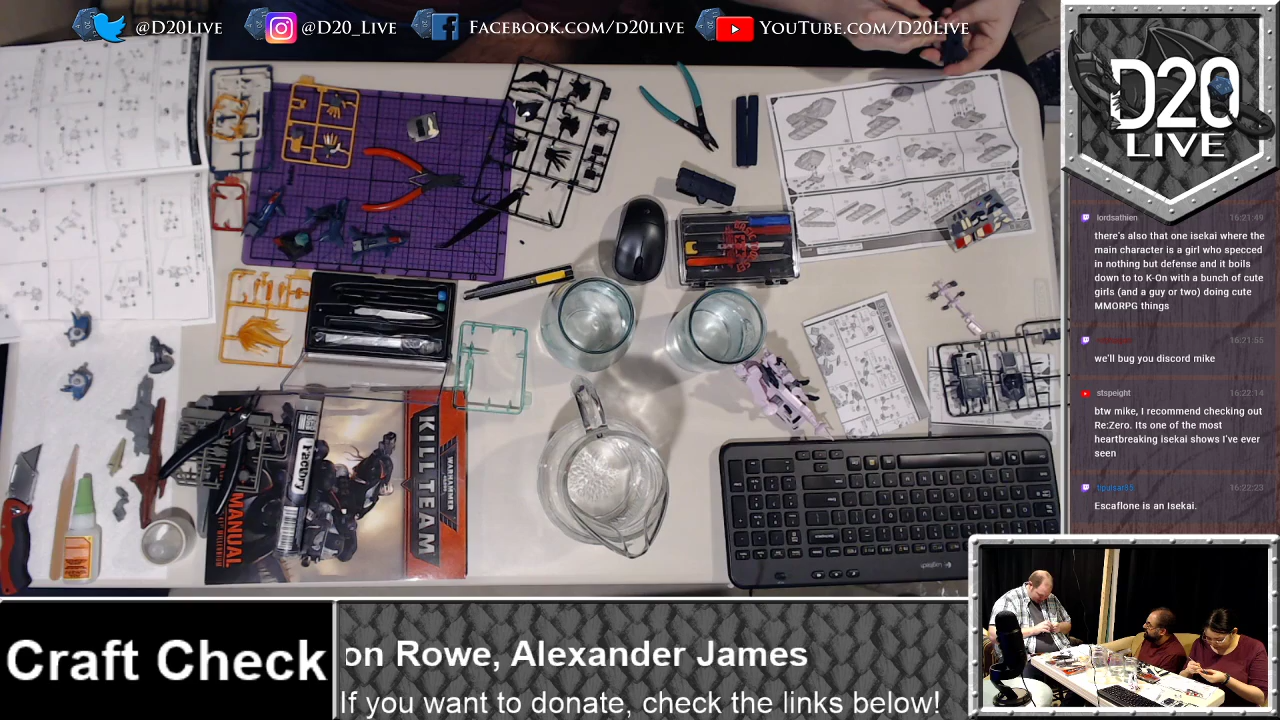 @D20Live
@D20_Live
Facebook.com/d20live
YouTube.com/D20Live
D20
LIVE
lordsathien 16:21:49
there's also that one isekai where the
main character is a girl who specced
in nothing but defense and it boils
down to to K-On with a bunch of cute
girls (and a guy or two) doing cute
MMORPG things
16:21:55
we'll bug you discord mike
stspeight 16:22:14
btw mike, I recommend checking out
Re:Zero. Its one of the most
heartbreaking isekai shows I've ever
seen
16:22:23
Escaflone is an Isekai.
KILL TEAM
WARHAMMER
MANUAL
Logitech
Craft Check
on Rowe, Alexander James
If you want to donate, check the links below!